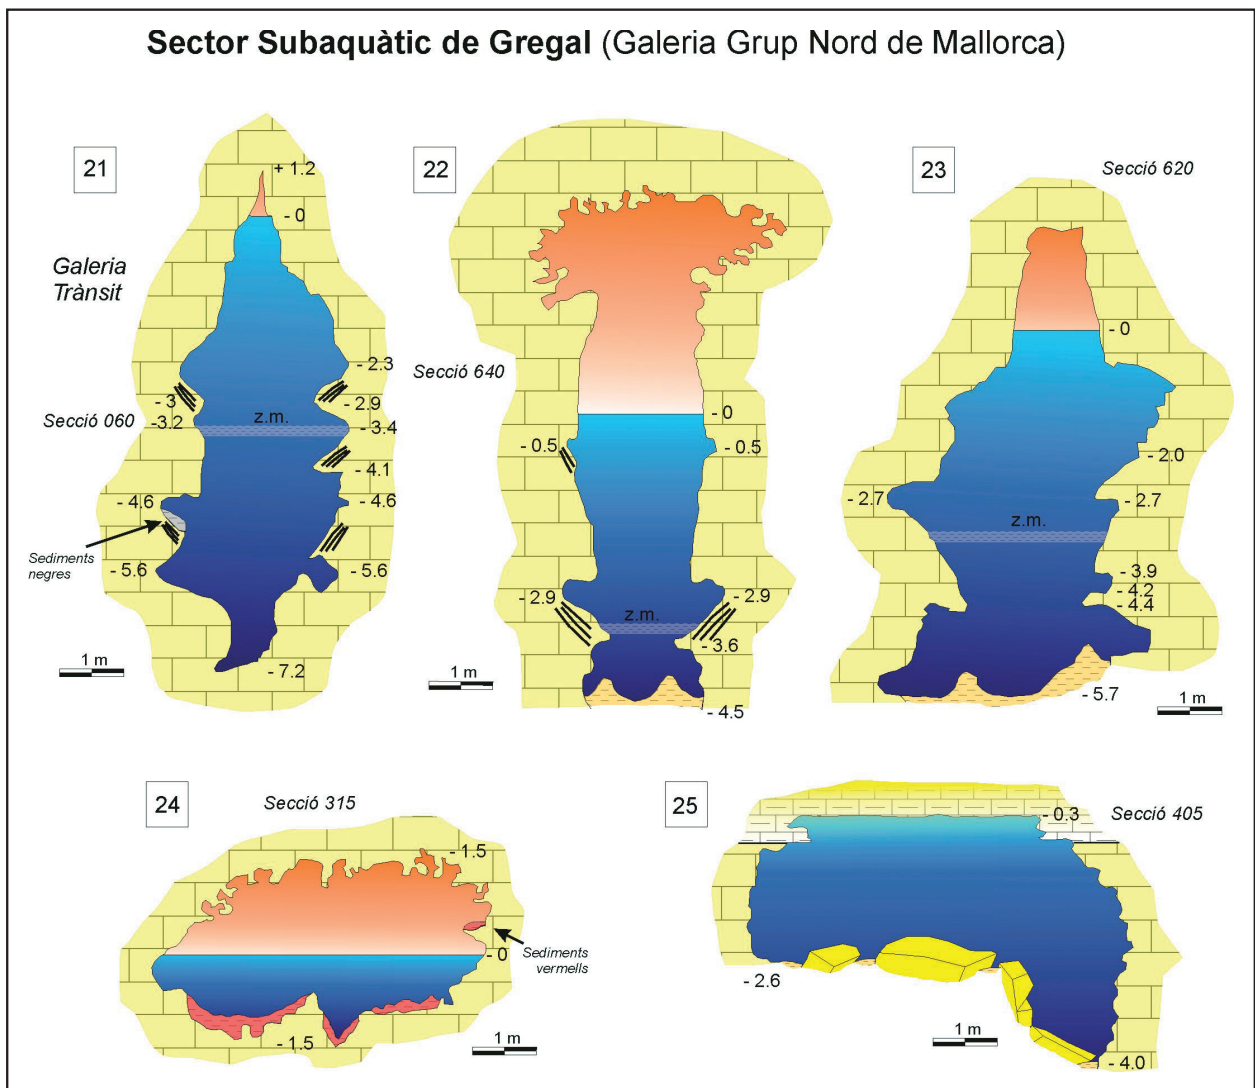 Sector Subaquàtic de Gregal (Galeria Grup Nord de Mallorca)
21
+ 1.2
- 0
Galeria
Trànsit
- 2.3
- 3
- 2.9
Secció 060
-3.2
z.m.
- 3.4
- 4.1
- 4.6
- 4.6
Sediments
negres
- 5.6
- 5.6
- 7.2
1 m
22
Secció 640
- 0
- 0.5
- 0.5
- 2.9
- 2.9
z.m.
- 3.6
- 4.5
1 m
23
Secció 620
- 0
- 2.0
- 2.7
- 2.7
z.m.
- 3.9
- 4.2
- 4.4
- 5.7
1 m
24
Secció 315
- 1.5
- 0
Sediments
vermells
- 1.5
1 m
25
- 0.3
Secció 405
- 2.6
1 m
- 4.0